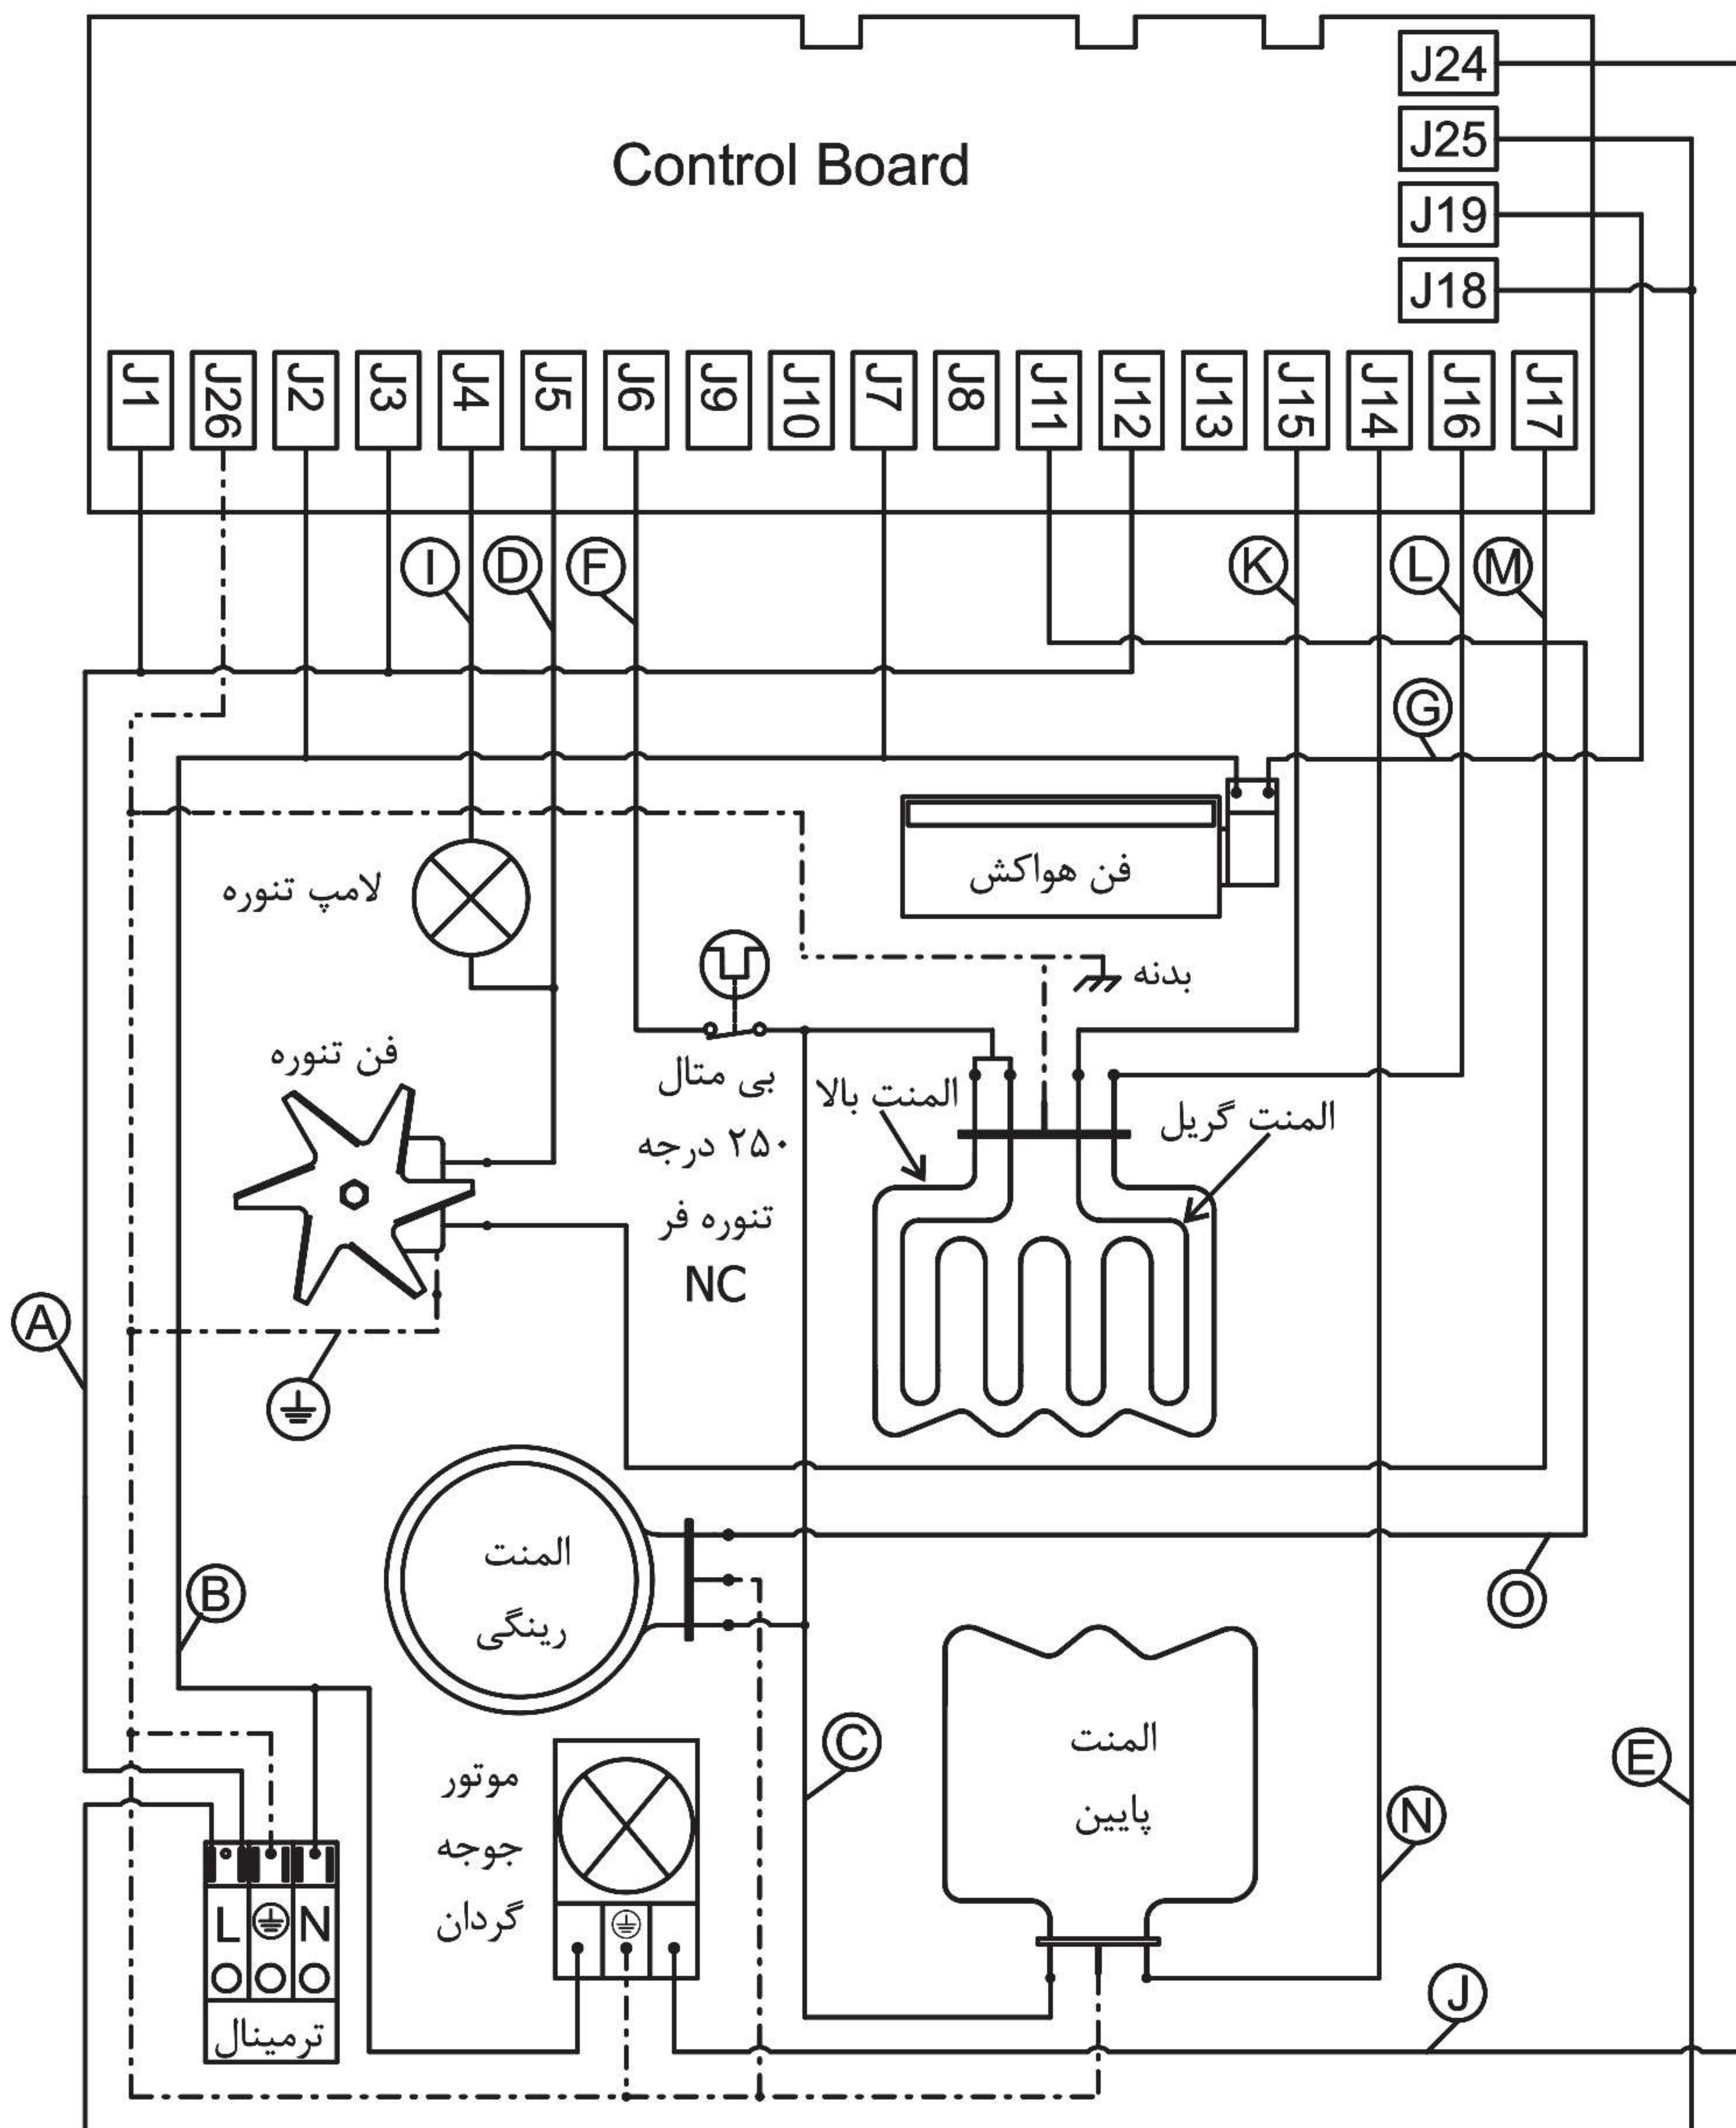 J24
J25
Control Board
J19
J18
J1 J26 J2 J3 J4 J5 J6 J9 J10 J7 J8 J11 J12 J13 J15 J14 J16 J17
I D F K L M
G
فن هواکش
لامپ تنوره
بدنه
فن تنوره
بی متال
۲۵۰ درجه
تنوره فر
NC
المنت بالا
المنت گریل
A
المنت
رینگی
B
O
C
المنت
پایین
E
N
موتور
جوجه
گردان
L N
ترمینال
J